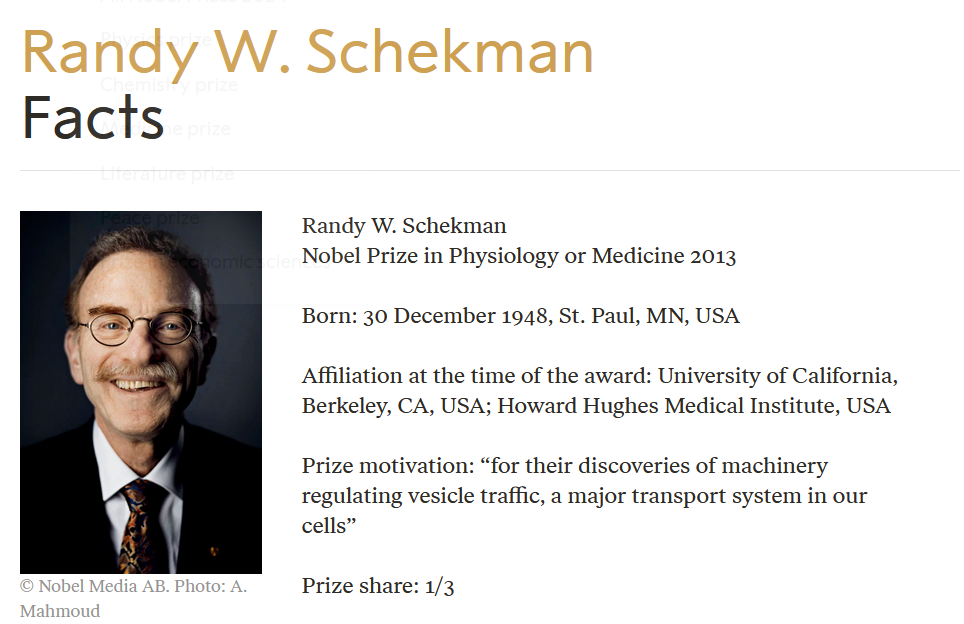 Randy W. Schekman
Facts
Physics prize
Chemistry prize
Medicine prize
Literature prize
Peace prize
Randy W. Schekman
Nobel Prize in Physiology or Medicine 2013
Born: 30 December 1948, St. Paul, MN, USA
Affiliation at the time of the award: University of California,
Berkeley, CA, USA; Howard Hughes Medical Institute, USA
Prize motivation: “for their discoveries of machinery
regulating vesicle traffic, a major transport system in our
cells”
Prize share: 1/3
© Nobel Media AB. Photo: A.
Mahmoud